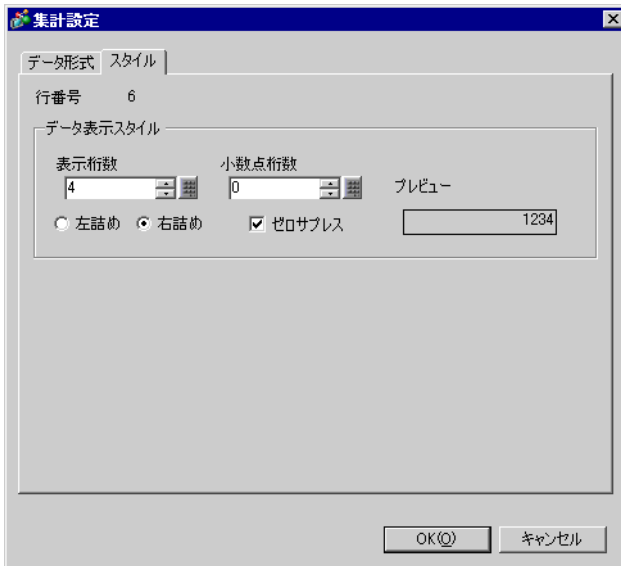 集計設定
データ形式 スタイル
行番号 6
データ表示スタイル
表示桁数 小数点桁数
4 0 プレビュー
左詰め 右詰め ゼロサプレス 1234
OK(O) キャンセル